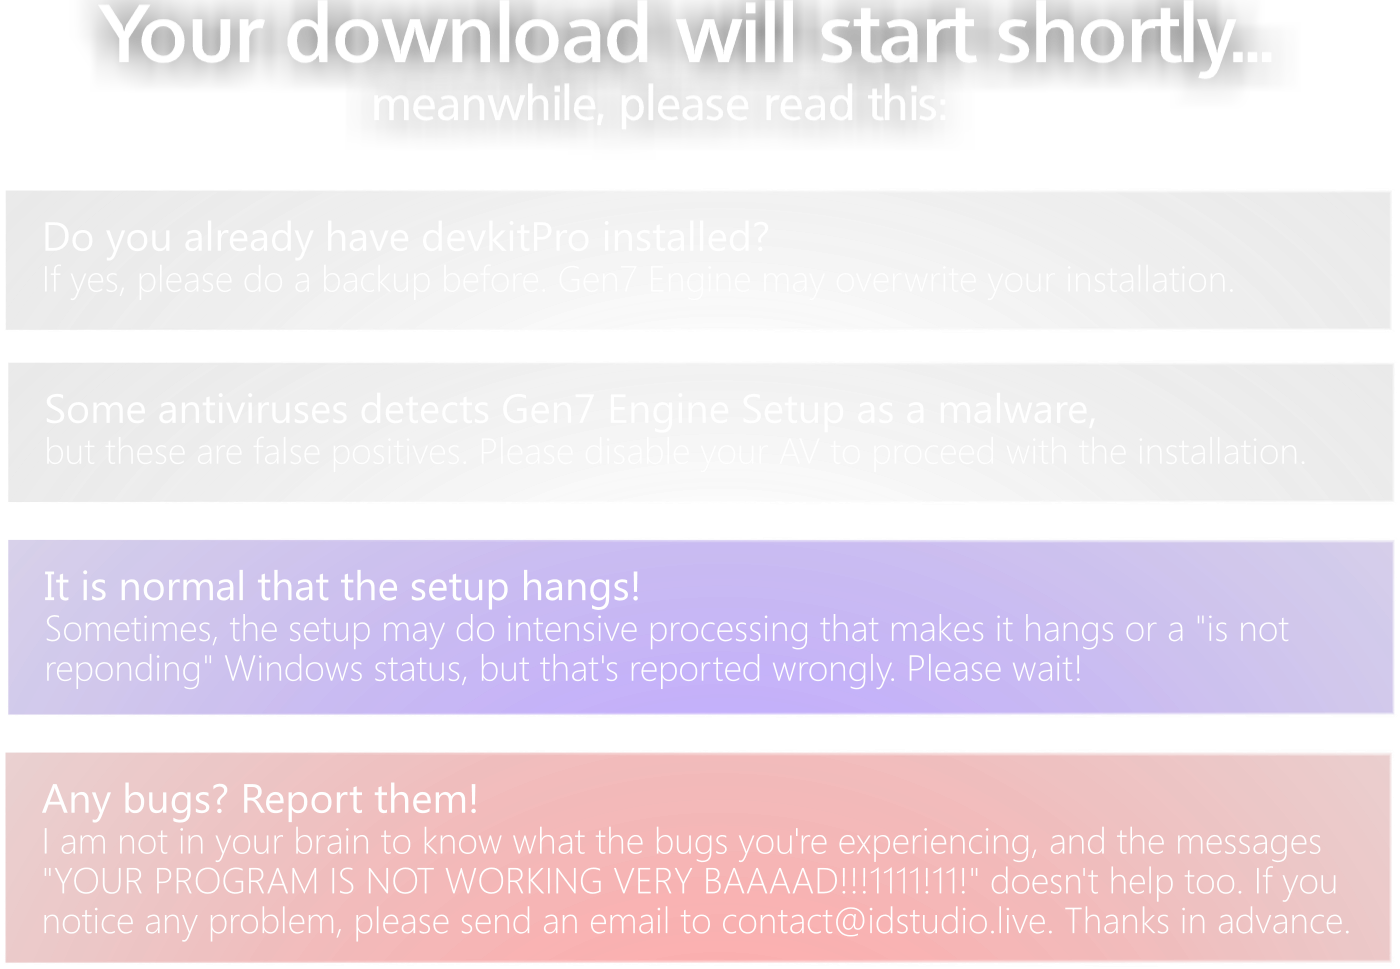 Your download will start shortly...
meanwhile, please read this:
Do you already have devkitPro installed?
If yes, please do a backup before. Gen7 Engine may overwrite your installation.
Some antiviruses detects Gen7 Engine Setup as a malware,
but these are false positives. Please disable your AV to proceed with the installation.
It is normal that the setup hangs!
Sometimes, the setup may do intensive processing that makes it hangs or a "is not
reponding" Windows status, but that's reported wrongly. Please wait!
Any bugs? Report them!
I am not in your brain to know what the bugs you're experiencing, and the messages
"YOUR PROGRAM IS NOT WORKING VERY BAAAAD!!!1111!11!" doesn't help too. If you
notice any problem, please send an email to contact@idstudio.live. Thanks in advance.